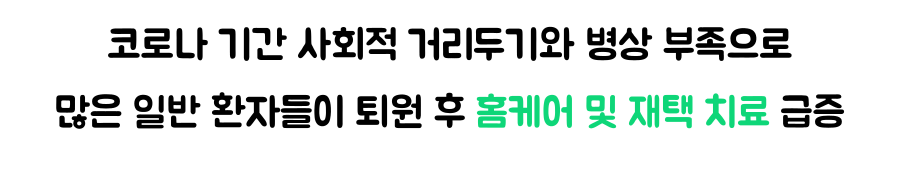 코로나 기간 사회적 거리두기와 병상 부족으로
많은 일반 환자들이 퇴원 후 홈케어 및 재택 치료 급증